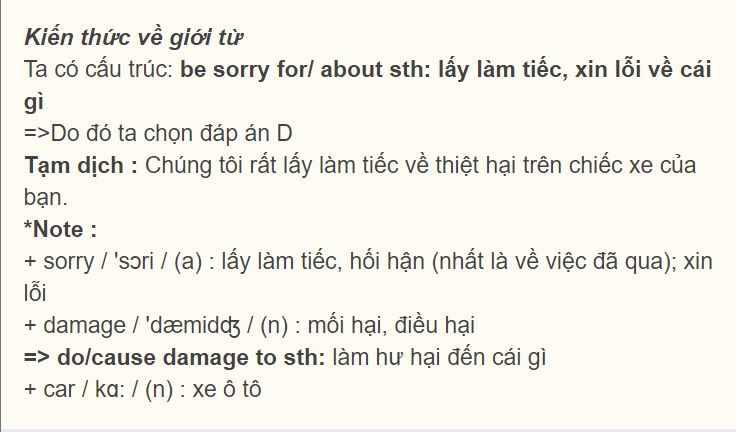 Kiến thức về giới từ
Ta có cấu trúc: be sorry for/ about sth: lấy làm tiếc, xin lỗi về cái
gì
=>Do đó ta chọn đáp án D
Tạm dịch : Chúng tôi rất lấy làm tiếc về thiệt hại trên chiếc xe của
bạn.
*Note :
+ sorry / 'sɔri / (a) : lấy làm tiếc, hối hận (nhất là về việc đã qua); xin
lỗi
+ damage / 'dæmidʤ / (n) : mối hại, điều hại
=> do/cause damage to sth: làm hư hại đến cái gì
+ car / kɑ: / (n) : xe ô tô